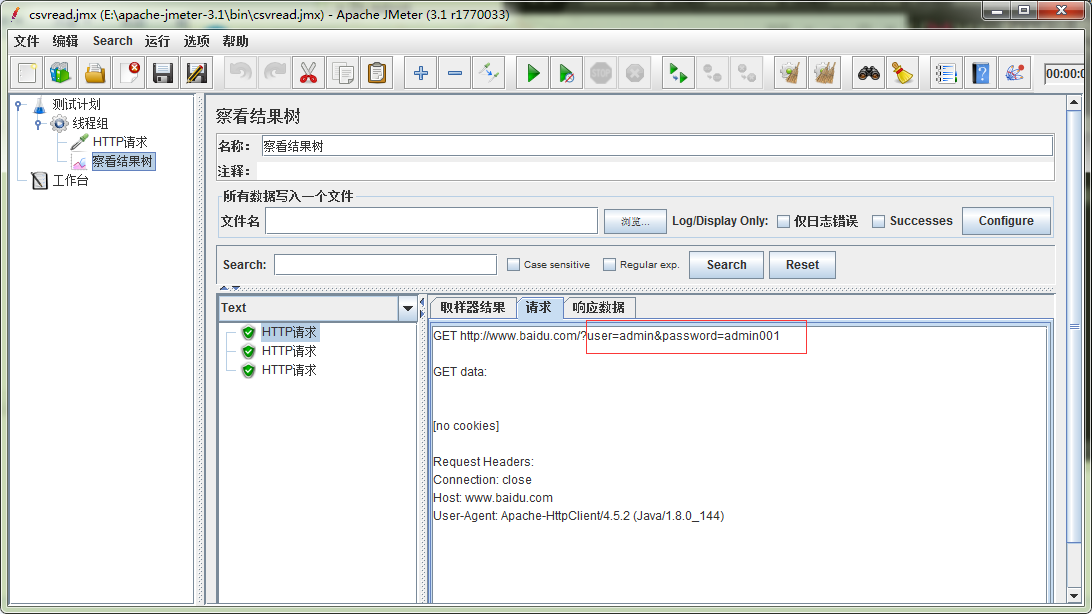 csvread.jmx (E:\apache-jmeter-3.1\bin\csvread.jmx) - Apache JMeter (3.1 r1770033)
文件 编辑 Search 运行 选项 帮助
00:00:0
测试计划
线程组
HTTP请求
察看结果树
工作台
察看结果树
名称: 察看结果树
注释:
所有数据写入一个文件
文件名 浏览... Log/Display Only: 仅日志错误 Successes Configure
Search: Case sensitive Regular exp. Search Reset
Text
HTTP请求
HTTP请求
HTTP请求
取样器结果 请求 响应数据
GET http://www.baidu.com/?user=admin&password=admin001
GET data:
[no cookies]
Request Headers:
Connection: close
Host: www.baidu.com
User-Agent: Apache-HttpClient/4.5.2 (Java/1.8.0_144)